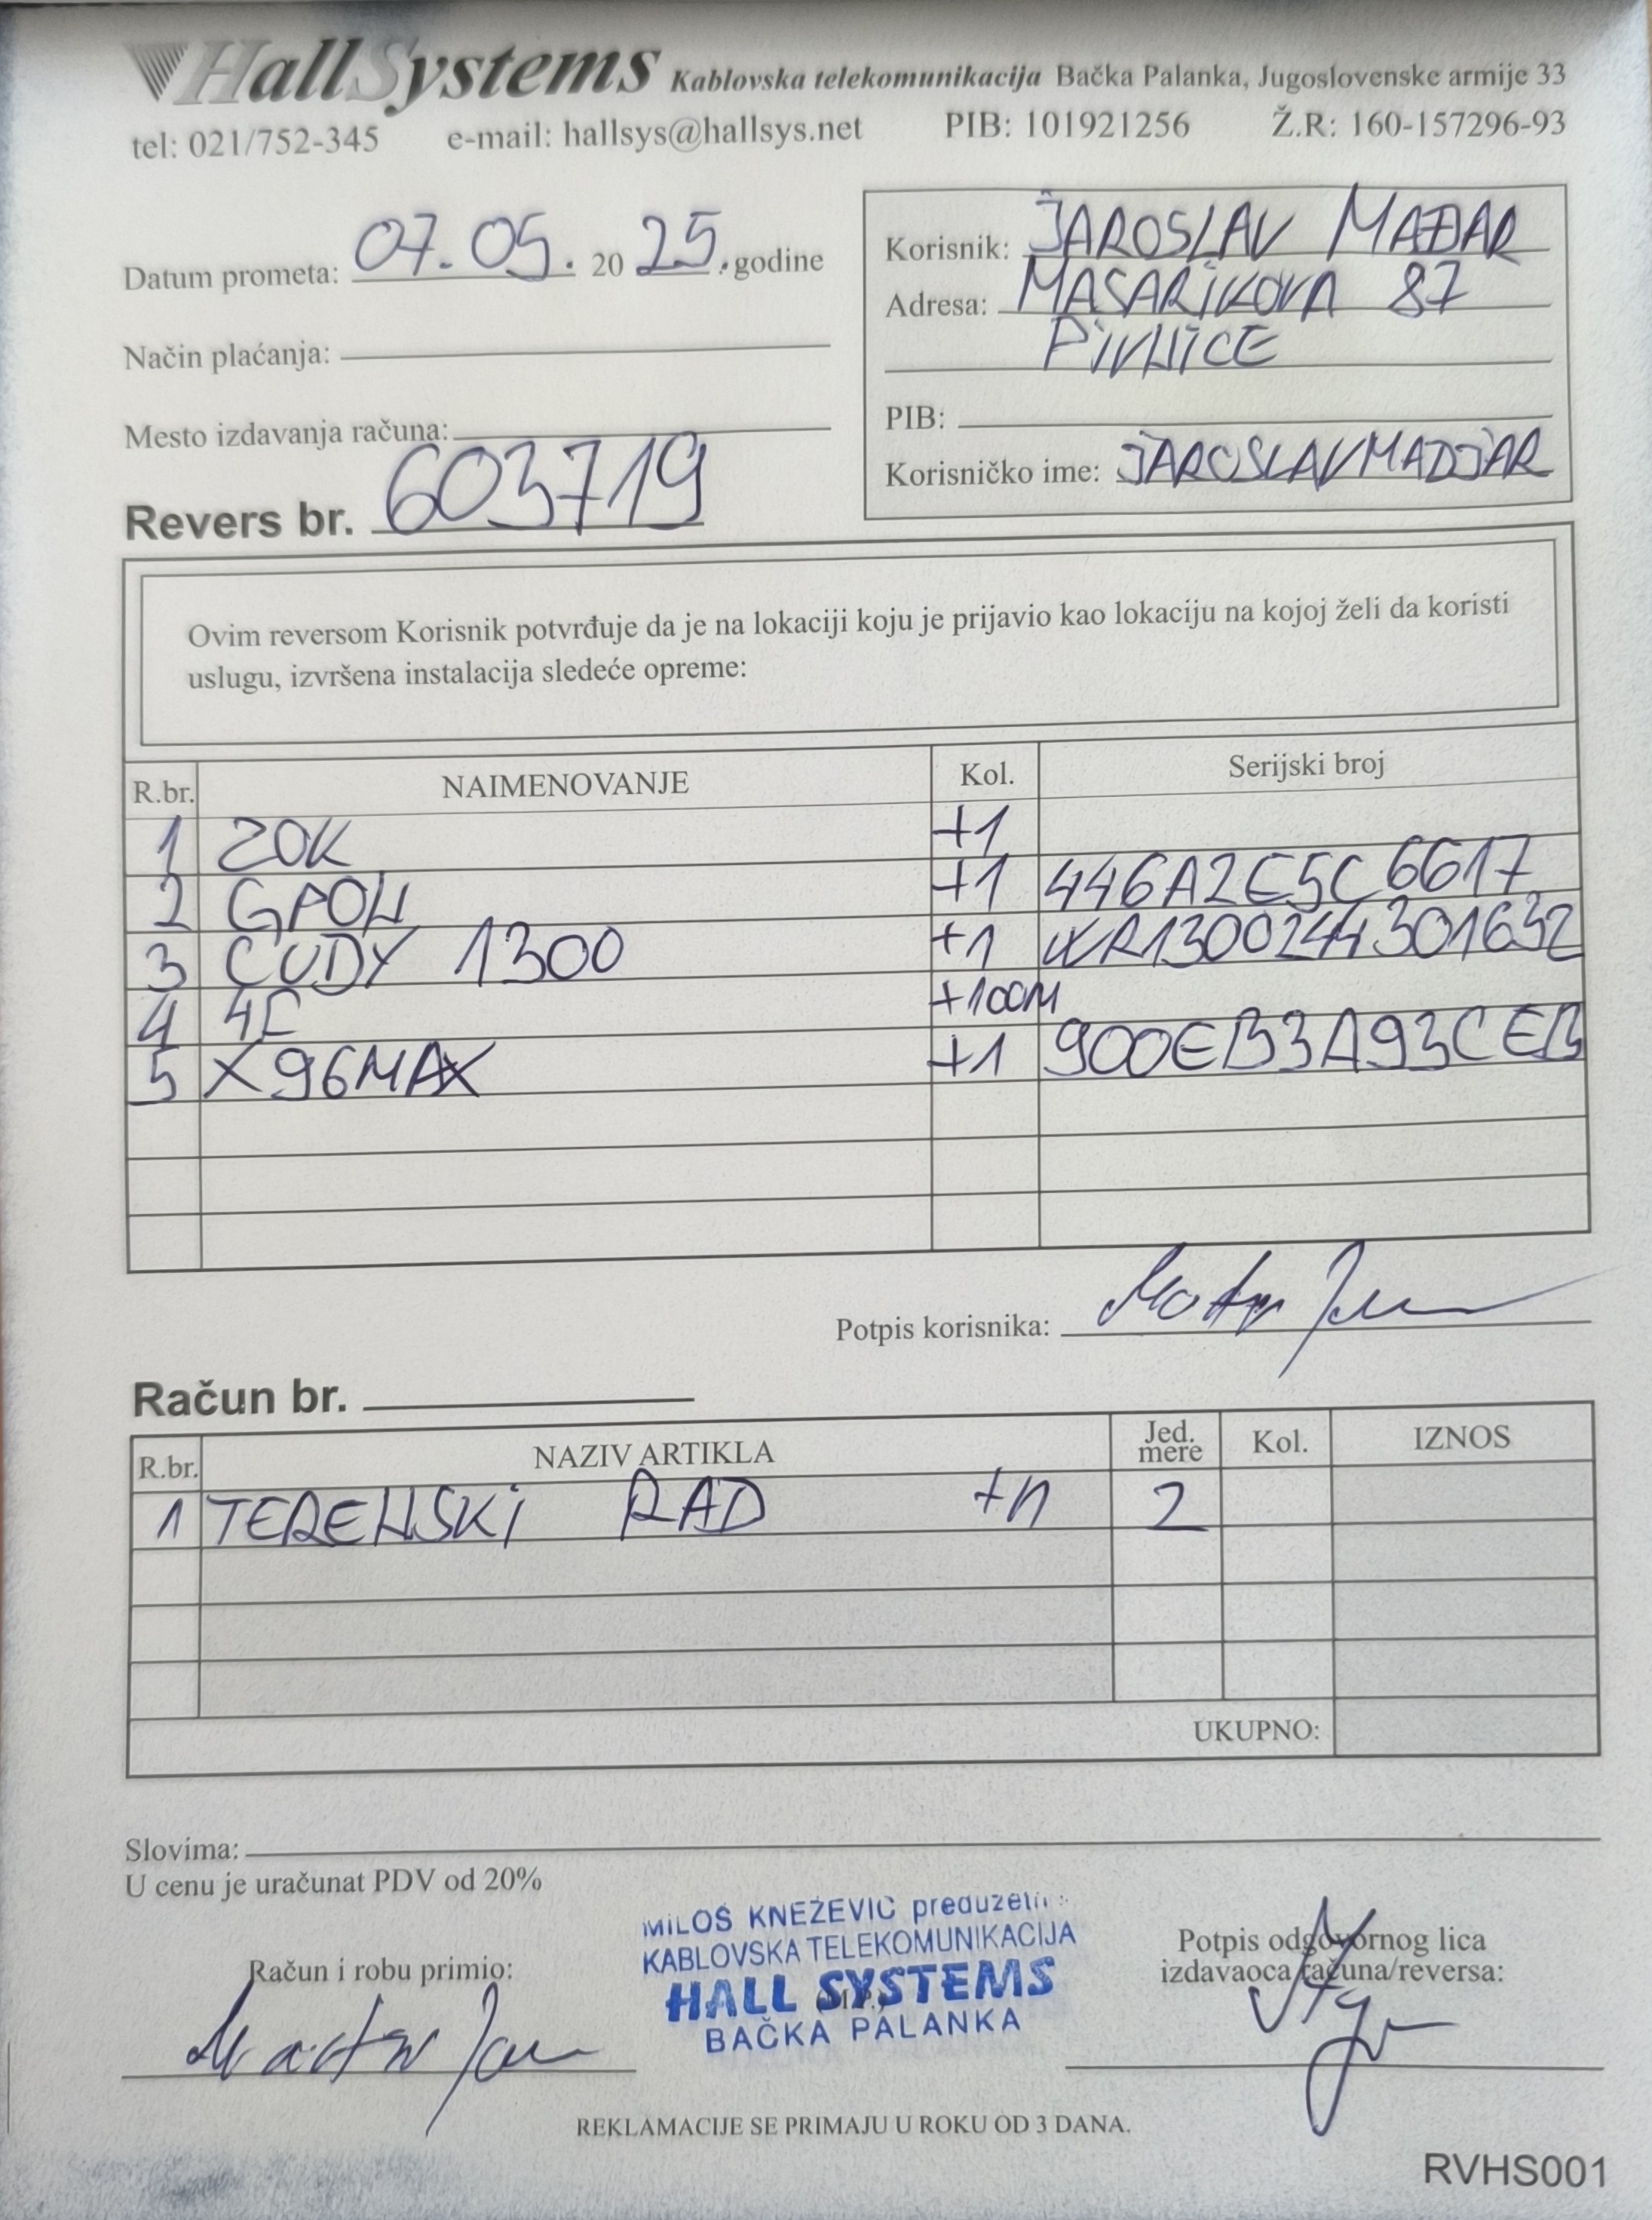 HallSystems Kablovska telekomunikacija Bačka Palanka, Jugoslovenske armije 33
tel: 021/752-345 e-mail: hallsys@hallsys.net PIB: 101921256 Ž.R: 160-157296-93
Datum prometa: 07.05. 20 25. godine
Način plaćanja:
Mesto izdavanja računa:
Revers br. 603719
Korisnik: JAROSLAV MAĐAR
Adresa: MASARIKOVA 87
PIVNICE
PIB:
Korisničko ime: JAROSLAVMADJAR
Ovim reversom Korisnik potvrđuje da je na lokaciji koju je prijavio kao lokaciju na kojoj želi da koristi
uslugu, izvršena instalacija sledeće opreme:
R.br. NAIMENOVANJE Kol. Serijski broj
1 ZOK +1
2 GPON +1 446A2E5C6617
3 CUDY 1300 +1 WR1300244301632
4 4C +100M
5 X96MAX +1 900EB3A93CEB
Potpis korisnika:
Račun br.
R.br. NAZIV ARTIKLA Jed. mere Kol. IZNOS
1 TERENSKI RAD +n 2
UKUPNO:
Slovima:
U cenu je uračunat PDV od 20%
Račun i robu primio:
MILOŠ KNEŽEVIĆ preduzetn
KABLOVSKA TELEKOMUNIKACIJA
HALL SYSTEMS
(M.P.)
BAČKA PALANKA
Potpis odgovornog lica
izdavaoca računa/reversa:
REKLAMACIJE SE PRIMAJU U ROKU OD 3 DANA.
RVHS001